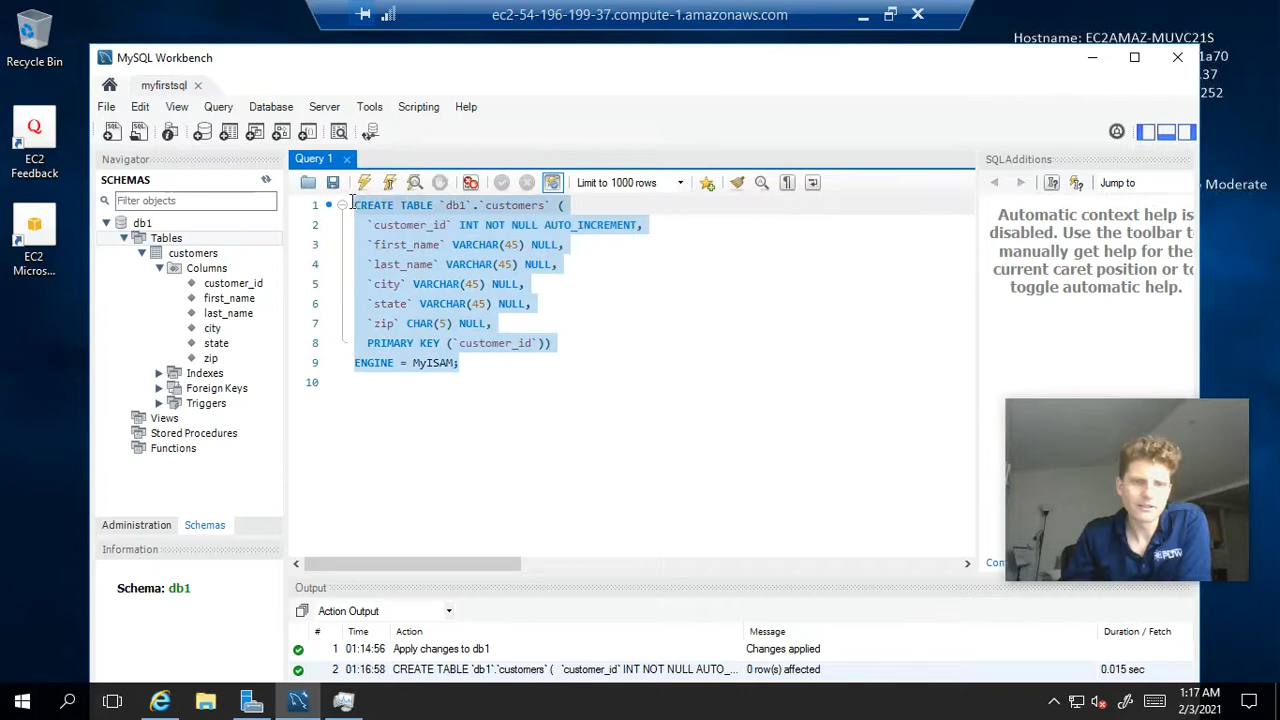 ec2-54-196-199-37.compute-1.amazonaws.com
Recycle Bin
Hostname: EC2AMAZ-MUVC21S
MySQL Workbench
1a70
myfirstsql
.37
252
File Edit View Query Database Server Tools Scripting Help
EC2
Feedback
Navigator
Query 1
SQLAdditions
SCHEMAS
Limit to 1000 rows
Jump to
Moderate
Filter objects
db1
Tables
customers
Columns
customer_id
first_name
last_name
city
state
zip
Indexes
Foreign Keys
Triggers
Views
Stored Procedures
Functions
EC2
Micros...
1 CREATE TABLE `db1`.`customers` (
2 `customer_id` INT NOT NULL AUTO_INCREMENT,
3 `first_name` VARCHAR(45) NULL,
4 `last_name` VARCHAR(45) NULL,
5 `city` VARCHAR(45) NULL,
6 `state` VARCHAR(45) NULL,
7 `zip` CHAR(5) NULL,
8 PRIMARY KEY (`customer_id`))
9 ENGINE = MyISAM;
10
Automatic context help is
disabled. Use the toolbar to
manually get help for the
current caret position or to
toggle automatic help.
Administration Schemas
Information
Schema: db1
Output
Action Output
# Time Action Message Duration / Fetch
1 01:14:56 Apply changes to db1 Changes applied
2 01:16:58 CREATE TABLE `db1`.`customers` ( `customer_id` INT NOT NULL AUTO_... 0 row(s) affected 0.015 sec
PLTW
1:17 AM
2/3/2021